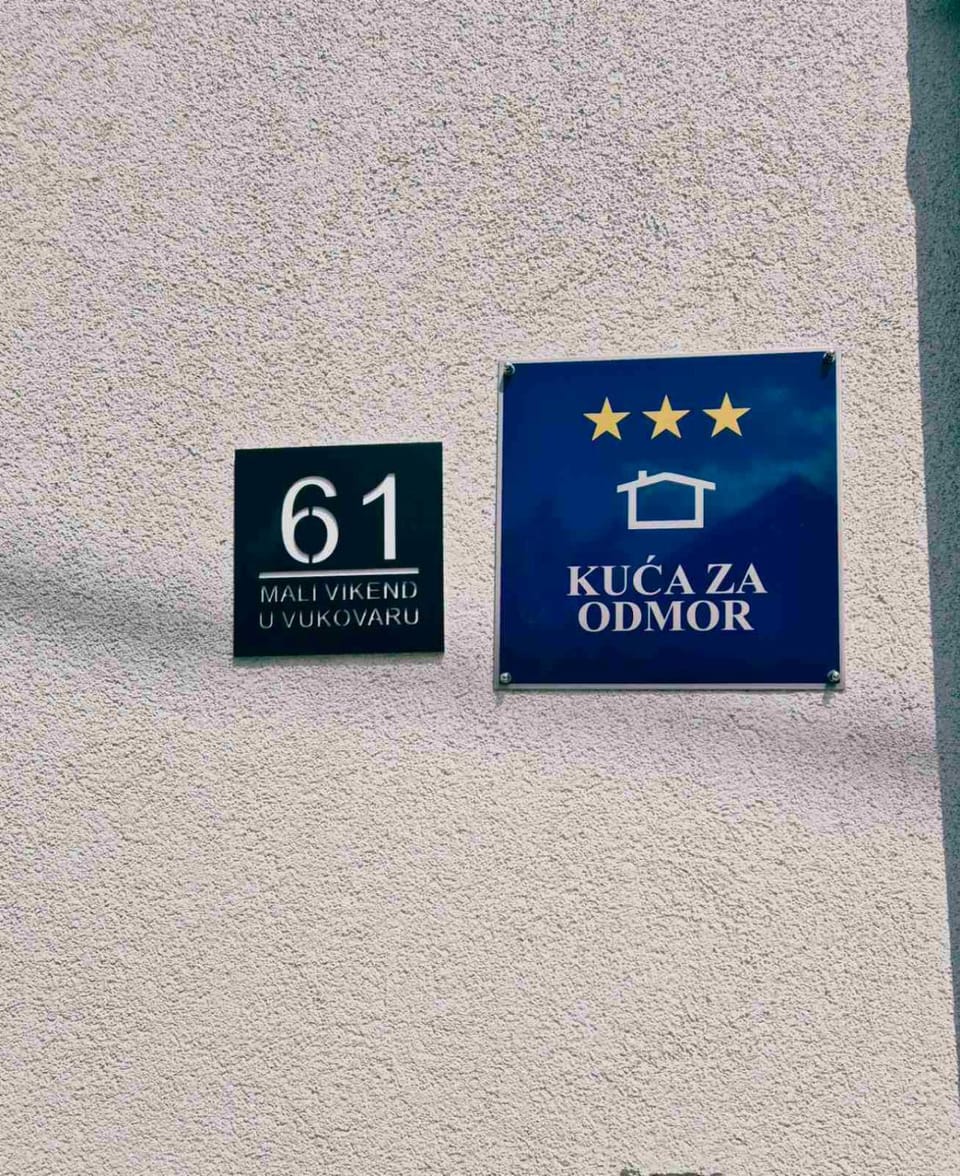 61
MALI VIKEND
U VUKOVARU
KUĆA ZA
ODMOR